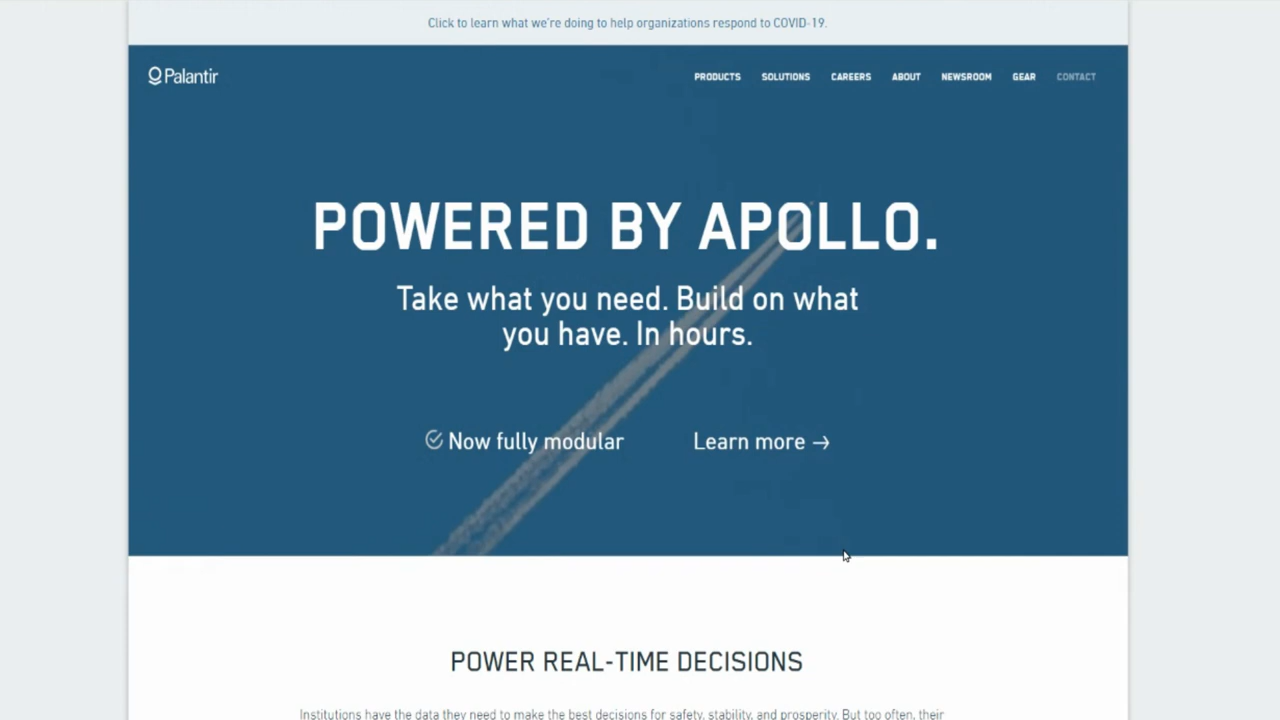 Click to learn what we're doing to help organizations respond to COVID-19.
Palantir
PRODUCTS SOLUTIONS CAREERS ABOUT NEWSROOM GEAR CONTACT
POWERED BY APOLLO.
Take what you need. Build on what
you have. In hours.
Now fully modular Learn more →
POWER REAL-TIME DECISIONS
Institutions have the data they need to make the best decisions for safety, stability, and prosperity. But too often, their